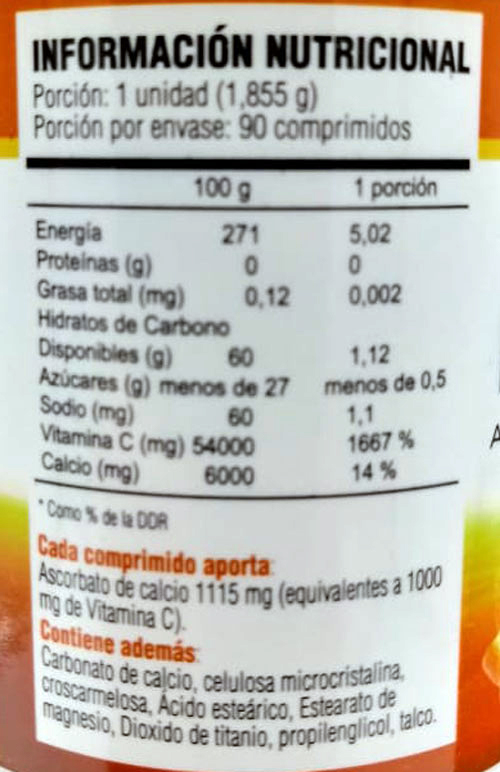 INFORMACIÓN NUTRICIONAL
Porción: 1 unidad (1,855 g)
Porción por envase: 90 comprimidos
100 g 1 porción
Energía 271 5,02
Proteínas (g) 0 0
Grasa total (mg) 0,12 0,002
Hidratos de Carbono
Disponibles (g) 60 1,12
Azúcares (g) menos de 27 menos de 0,5
Sodio (mg) 60 1,1
Vitamina C (mg) 54000 1667 %
Calcio (mg) 6000 14 %
* Como % de la DDR
Cada comprimido aporta:
Ascorbato de calcio 1115 mg (equivalentes a 1000
mg de Vitamina C).
Contiene además:
Carbonato de calcio, celulosa microcristalina,
croscarmelosa, Ácido esteárico, Estearato de
magnesio, Dioxido de titanio, propilenglicol, talco.